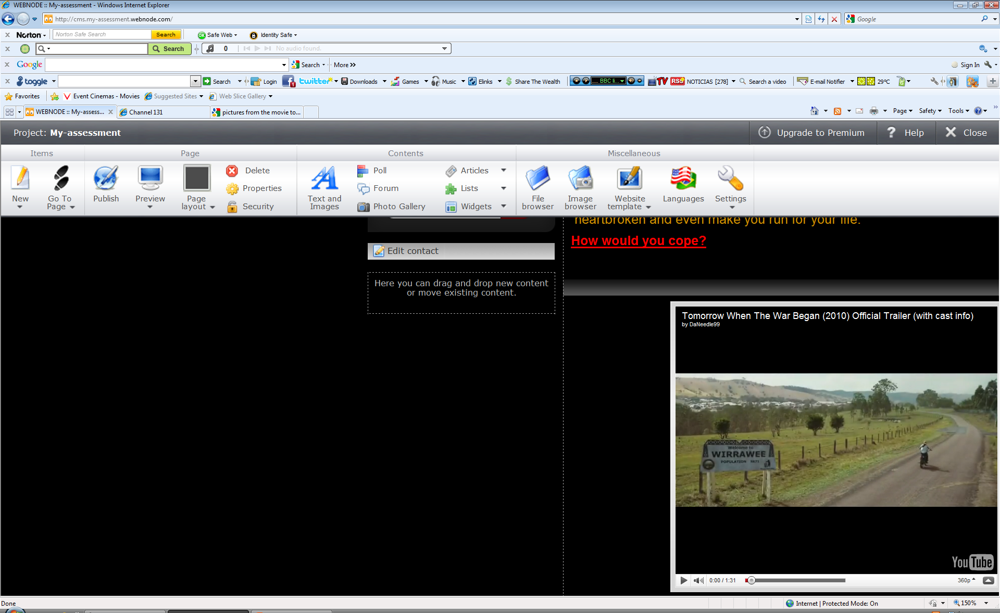 WEBNODE :: My-assessment - Windows Internet Explorer
http://cms.my-assessment.webnode.com/
Google
Norton
Norton Safe Search
Search
OK
Safe Web
Identity Safe
Search
0
No audio found.
Google
Search
More >>
Sign In
toggle
Search
Login
1
twitter
Downloads
Games
Music
Elinks
Share The Wealth
.... BBC li...
TV
RSS
NOTICIAS [278]
Search a video
E-mail Notifier
29°C
Favorites
Event Cinemas - Movies
Suggested Sites
Web Slice Gallery
WEBNODE :: My-assess...
Channel 131
pictures from the movie to...
Page
Safety
Tools
Project: My-assessment
Upgrade to Premium
? Help
Close
Items
Page
Contents
Miscellaneous
New
Go To
Page
Publish
Preview
Page
layout
Delete
Properties
Security
Text and
Images
Poll
Forum
Photo Gallery
Articles
Lists
Widgets
File
browser
Image
browser
Website
template
Languages
Settings
heartbroken and even make you run for your life.
How would you cope?
Edit contact
Here you can drag and drop new content
or move existing content.
Tomorrow When The War Began (2010) Official Trailer (with cast info)
by DaNeedle99
Welcome to
WIRRAWEE
POPULATION
YouTube
0:00 / 1:31
360p
Done
Internet | Protected Mode: On
150%